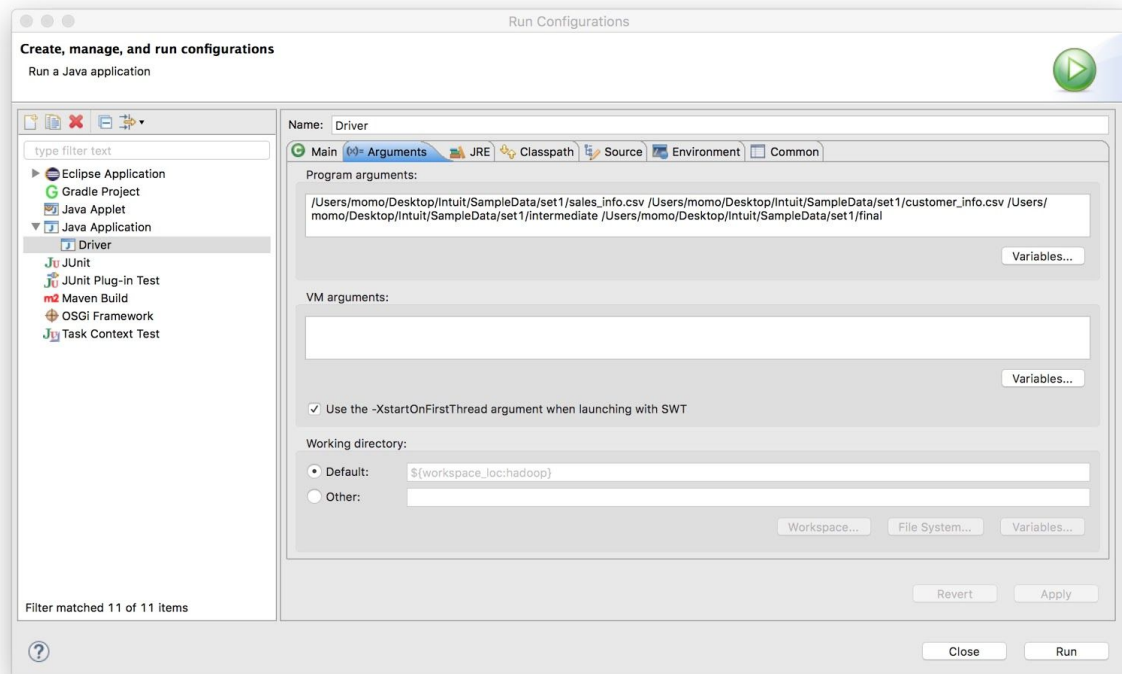 Run Configurations
Create, manage, and run configurations
Run a Java application
type filter text
Eclipse Application
Gradle Project
Java Applet
Java Application
Driver
JUnit
JUnit Plug-in Test
m2 Maven Build
OSGi Framework
Task Context Test
Filter matched 11 of 11 items
Name: Driver
Main (x)= Arguments JRE Classpath Source Environment Common
Program arguments:
/Users/momo/Desktop/Intuit/SampleData/set1/sales_info.csv /Users/momo/Desktop/Intuit/SampleData/set1/customer_info.csv /Users/
momo/Desktop/Intuit/SampleData/set1/intermediate /Users/momo/Desktop/Intuit/SampleData/set1/final
Variables...
VM arguments:
Variables...
Use the -XstartOnFirstThread argument when launching with SWT
Working directory:
Default: ${workspace_loc:hadoop}
Other:
Workspace... File System... Variables...
Revert Apply
? Close Run